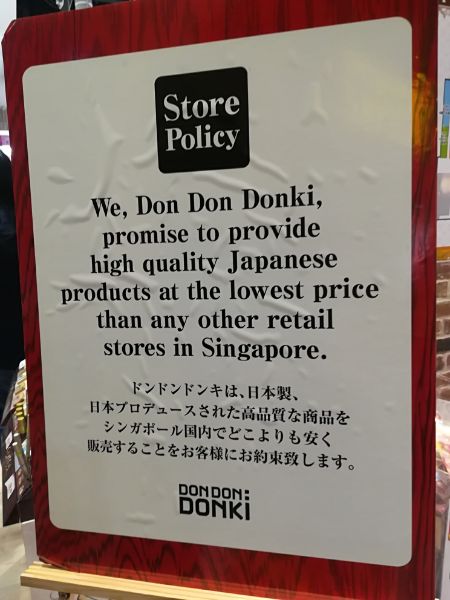 Store
Policy
We, Don Don Donki,
promise to provide
high quality Japanese
products at the lowest price
than any other retail
stores in Singapore.
ドンドンドンキは、日本製、
日本プロデュースされた高品質な商品を
シンガポール国内でどこよりも安く
販売することをお客様にお約束致します。
DON DON
DONKi